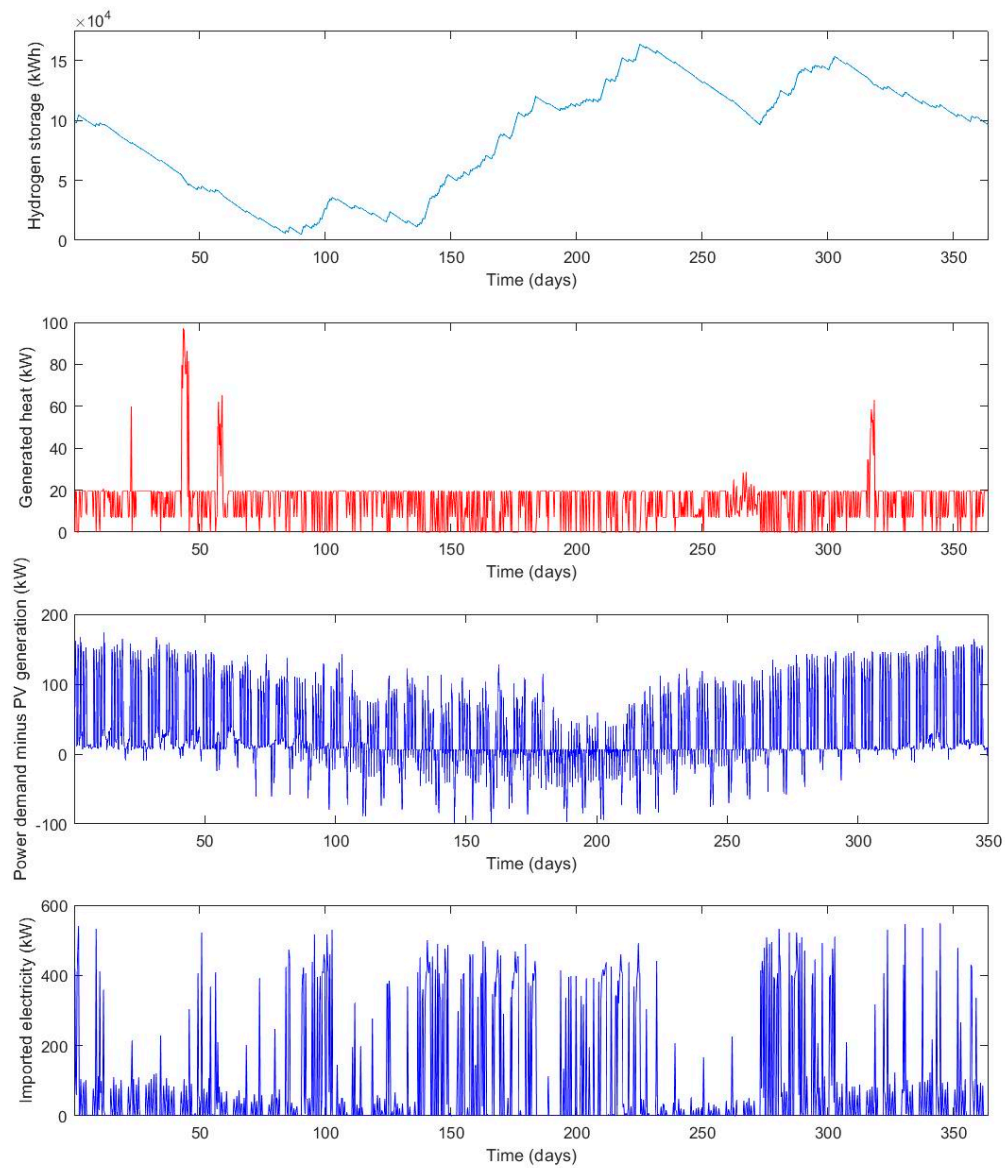 ×10⁴
15
10
5
0
Hydrogen storage (kWh)
50 100 150 200 250 300 350
Time (days)
100
80
60
40
20
0
Generated heat (kW)
50 100 150 200 250 300 350
Time (days)
200
100
0
-100
Power demand minus PV generation (kW)
50 100 150 200 250 300 350
Time (days)
600
400
200
0
Imported electricity (kW)
50 100 150 200 250 300 350
Time (days)